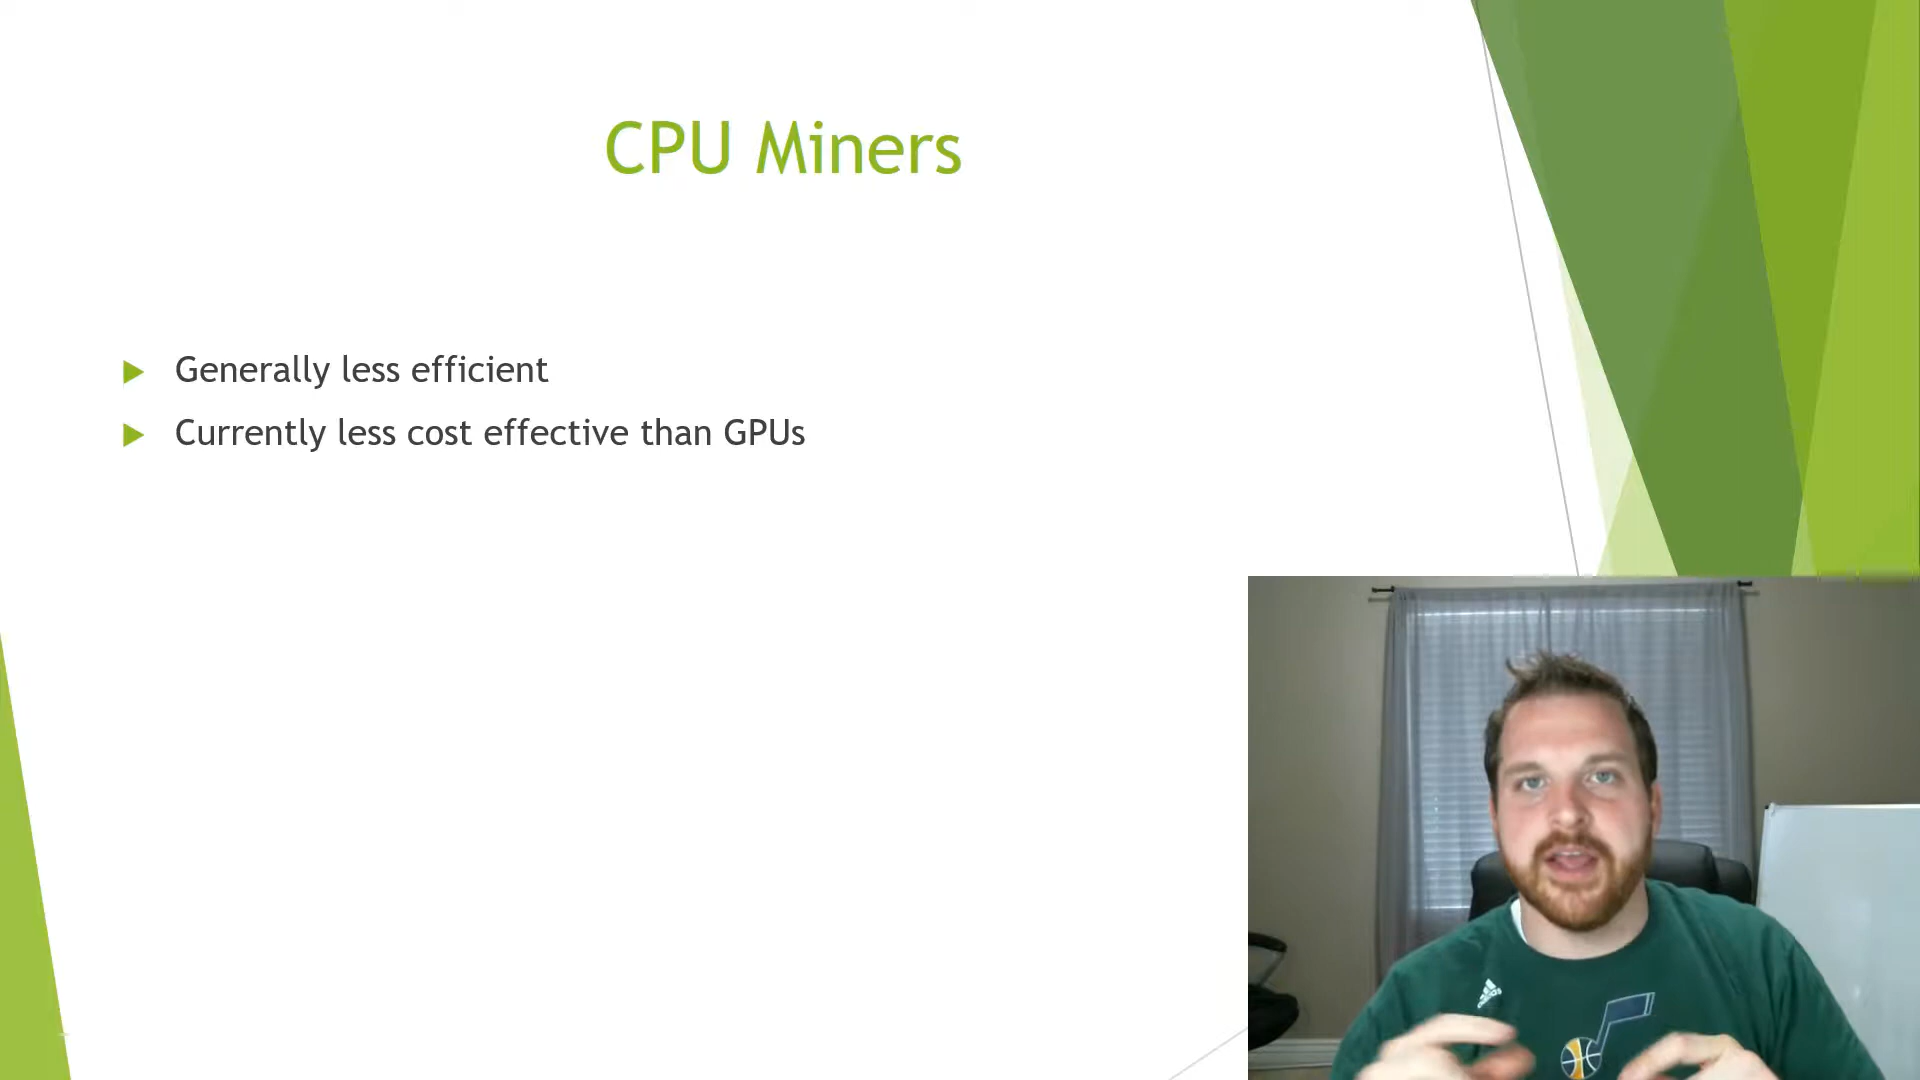 CPU Miners
Generally less efficient
Currently less cost effective than GPUs